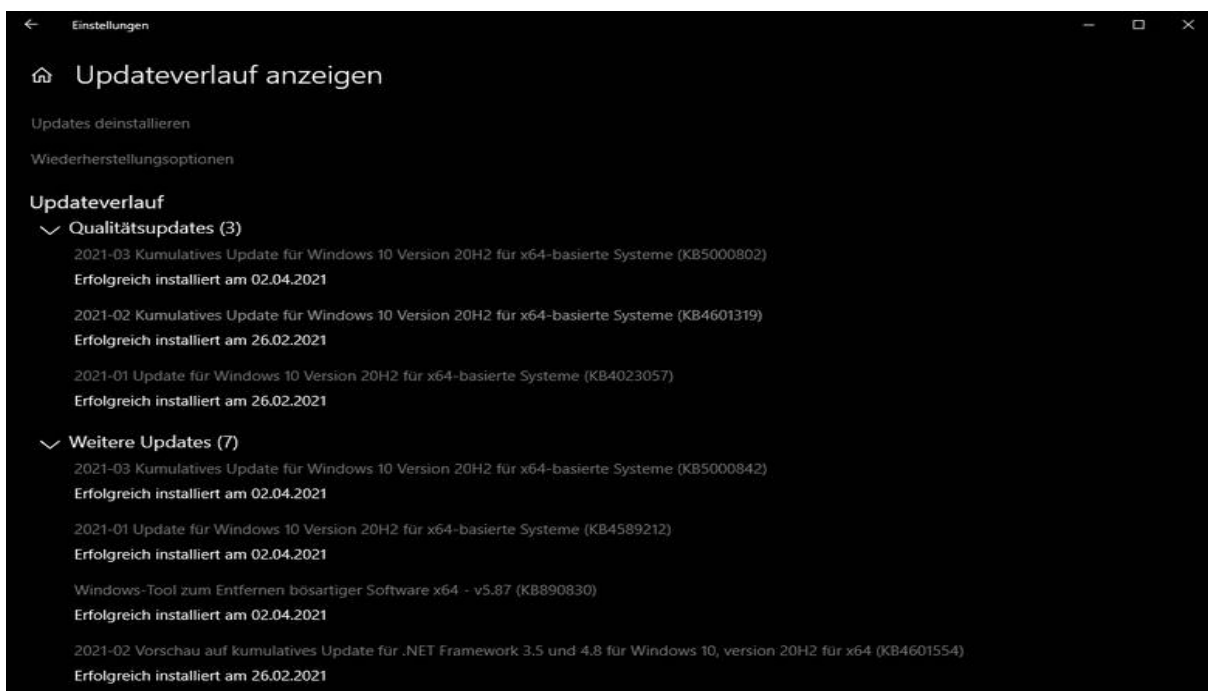 Einstellungen
Updateverlauf anzeigen
Updates deinstallieren
Wiederherstellungsoptionen
Updateverlauf
Qualitätsupdates (3)
2021-03 Kumulatives Update für Windows 10 Version 20H2 für x64-basierte Systeme (KB5000802)
Erfolgreich installiert am 02.04.2021
2021-02 Kumulatives Update für Windows 10 Version 20H2 für x64-basierte Systeme (KB4601319)
Erfolgreich installiert am 26.02.2021
2021-01 Update für Windows 10 Version 20H2 für x64-basierte Systeme (KB4023057)
Erfolgreich installiert am 26.02.2021
Weitere Updates (7)
2021-03 Kumulatives Update für Windows 10 Version 20H2 für x64-basierte Systeme (KB5000842)
Erfolgreich installiert am 02.04.2021
2021-01 Update für Windows 10 Version 20H2 für x64-basierte Systeme (KB4589212)
Erfolgreich installiert am 02.04.2021
Windows-Tool zum Entfernen bösartiger Software x64 - v5.87 (KB890830)
Erfolgreich installiert am 02.04.2021
2021-02 Vorschau auf kumulatives Update für .NET Framework 3.5 und 4.8 für Windows 10, version 20H2 für x64 (KB4601554)
Erfolgreich installiert am 26.02.2021